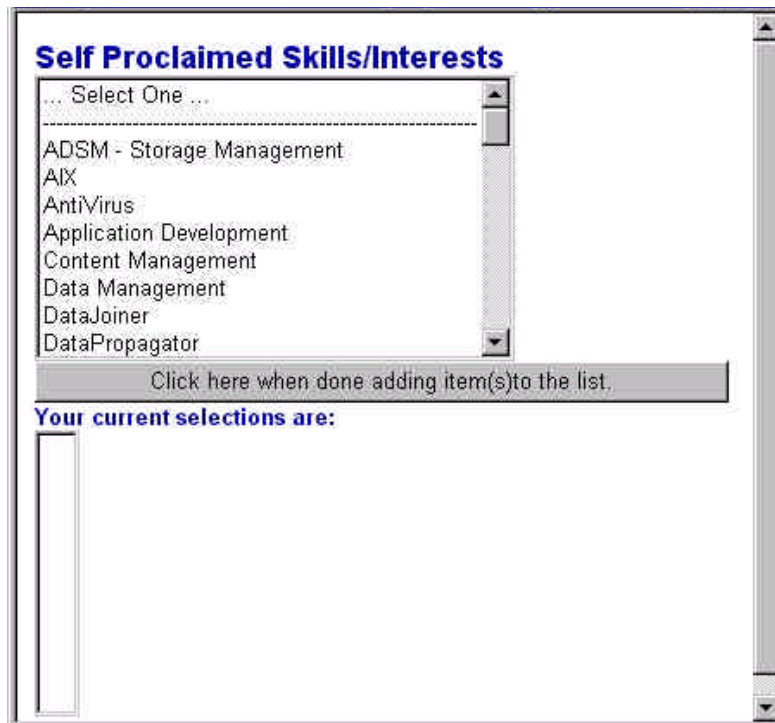 Self Proclaimed Skills/Interests
... Select One ...
--------------------------------------------------------------
ADSM - Storage Management
AIX
AntiVirus
Application Development
Content Management
Data Management
DataJoiner
DataPropagator
Click here when done adding item(s)to the list.
Your current selections are: